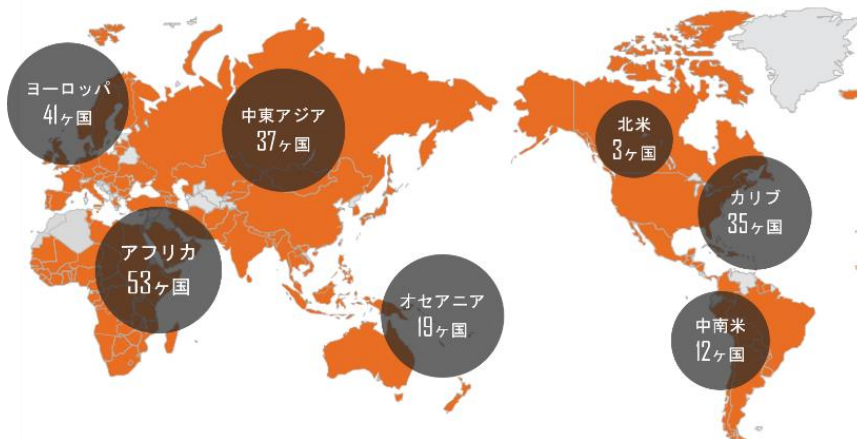 ヨーロッパ
41ヶ国
中東アジア
37ヶ国
北米
3ヶ国
カリブ
35ヶ国
アフリカ
53ヶ国
オセアニア
19ヶ国
中南米
12ヶ国